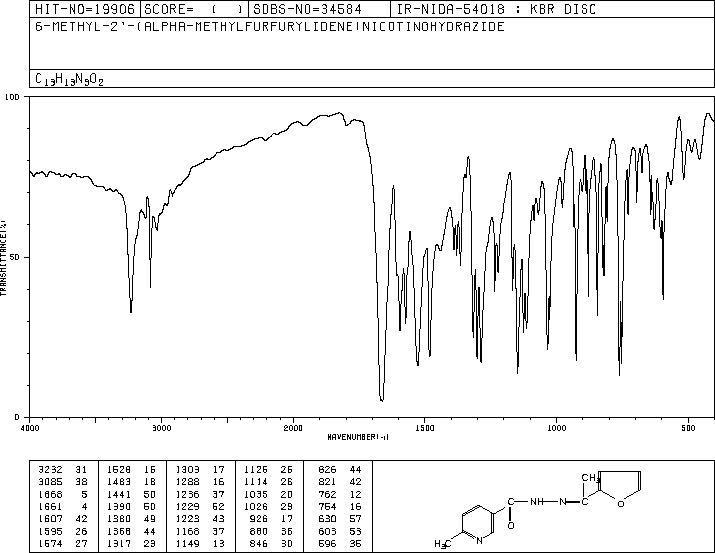 HIT-NO=19906 SCORE= ( ) SDBS-NO=34584 IR-NIDA-54018 : KBR DISC
6-METHYL-2'-(ALPHA-METHYLFURFURYLIDENE)NICOTINOHYDRAZIDE
C13H13N3O2
100
50
0
TRANSMITTANCE(%)
4000 3000 2000 1500 1000 500
WAVENUMBER(-1)
3232 31 1528 16 1303 17 1126 26 826 44
3085 38 1483 18 1288 16 1114 26 821 42
1668 5 1441 50 1236 37 1035 20 762 12
1661 4 1390 50 1229 52 1026 29 754 16
1607 42 1380 49 1223 43 926 17 630 57
1595 26 1368 44 1168 37 880 36 605 53
1574 27 1317 23 1149 13 846 30 596 35
CH3
C NH N C
O O
H3C N